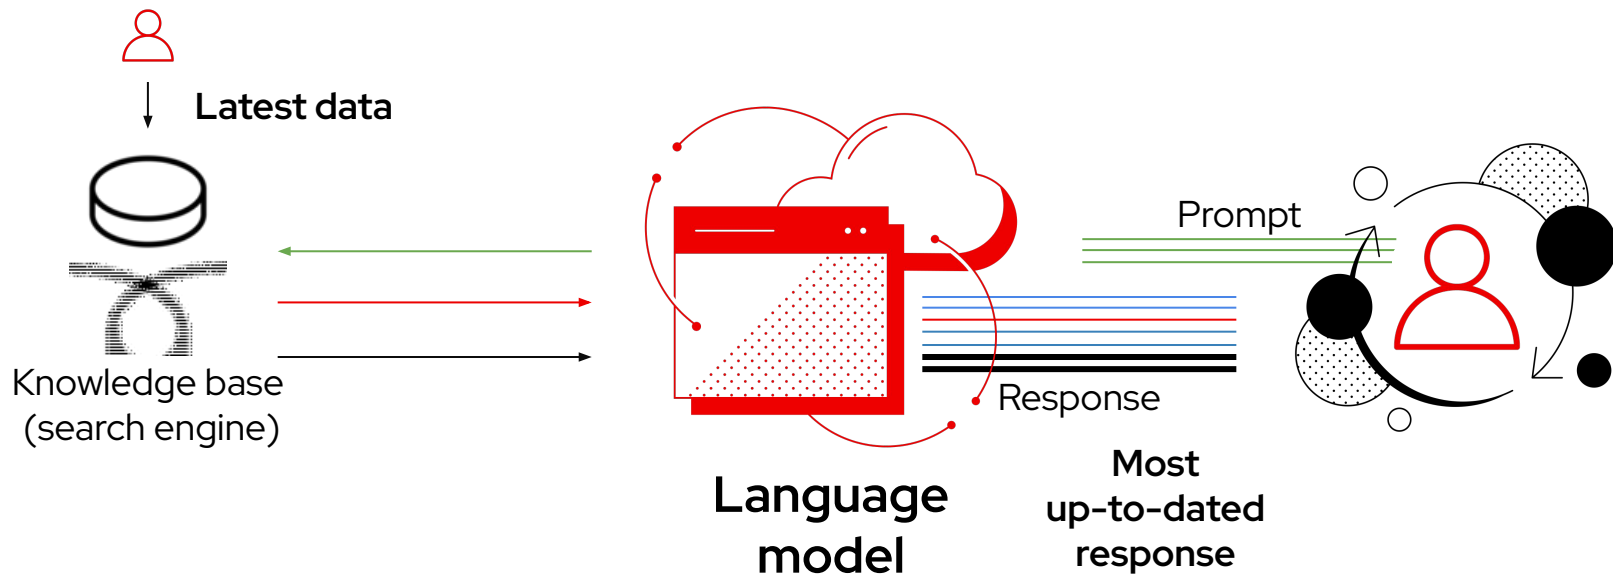 Latest data
Knowledge base
(search engine)
Language
model
Prompt
Response
Most
up-to-dated
response